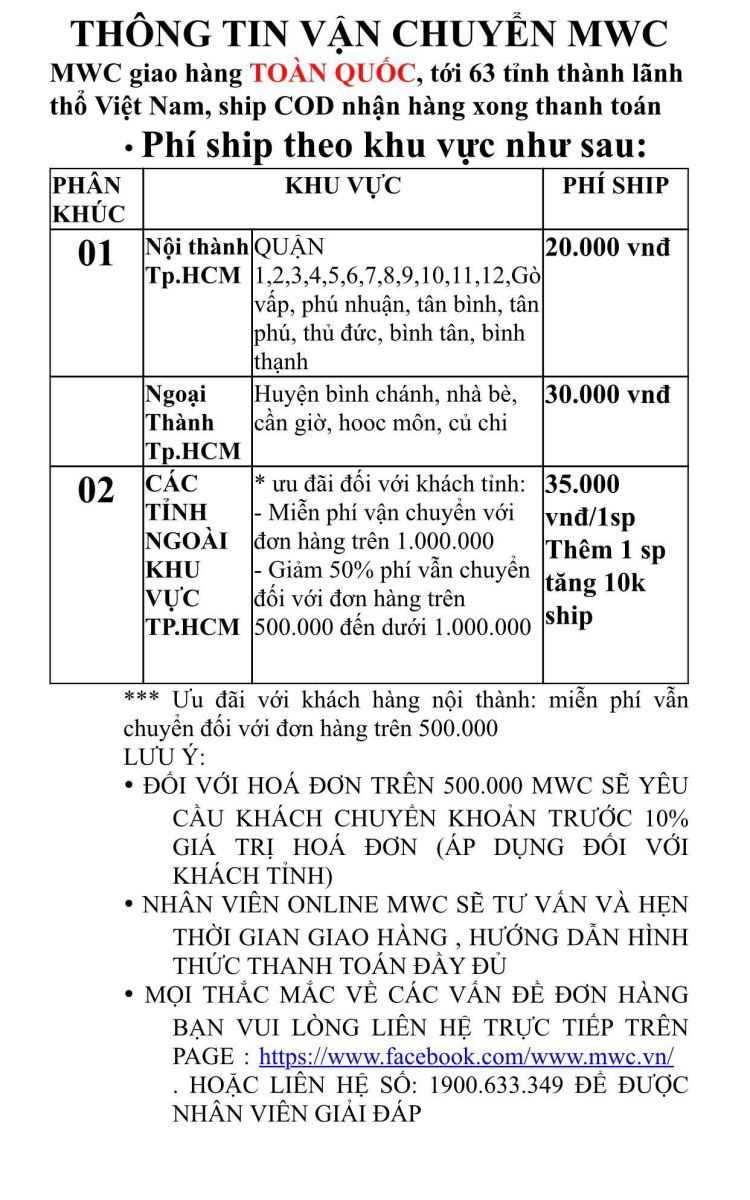 THÔNG TIN VẬN CHUYỂN MWC
MWC giao hàng TOÀN QUỐC, tới 63 tỉnh thành lãnh
thổ Việt Nam, ship COD nhận hàng xong thanh toán
• Phí ship theo khu vực như sau:
PHÂN KHÚC
KHU VỰC
PHÍ SHIP
01
Nội thành
Tp.HCM
QUẬN
1,2,3,4,5,6,7,8,9,10,11,12,Gò
vấp, phú nhuận, tân bình, tân
phú, thủ đức, bình tân, bình
thạnh
20.000 vnđ
Ngoại
Thành
Tp.HCM
Huyện bình chánh, nhà bè,
cần giờ, hooc môn, củ chi
30.000 vnđ
02
CÁC
TỈNH
NGOÀI
KHU
VỰC
TP.HCM
* ưu đãi đối với khách tỉnh:
- Miễn phí vận chuyển với
đơn hàng trên 1.000.000
- Giảm 50% phí vẫn chuyển
đối với đơn hàng trên
500.000 đến dưới 1.000.000
35.000
vnđ/1sp
Thêm 1 sp
tăng 10k
ship
*** Ưu đãi với khách hàng nội thành: miễn phí vẫn
chuyển đối với đơn hàng trên 500.000
LƯU Ý:
• ĐỐI VỚI HOÁ ĐƠN TRÊN 500.000 MWC SẼ YÊU
CẦU KHÁCH CHUYỂN KHOẢN TRƯỚC 10%
GIÁ TRỊ HOÁ ĐƠN (ÁP DỤNG ĐỐI VỚI
KHÁCH TỈNH)
• NHÂN VIÊN ONLINE MWC SẼ TƯ VẤN VÀ HẸN
THỜI GIAN GIAO HÀNG , HƯỚNG DẪN HÌNH
THỨC THANH TOÁN ĐẦY ĐỦ
• MỌI THẮC MẮC VỀ CÁC VẤN ĐỀ ĐƠN HÀNG
BẠN VUI LÒNG LIÊN HỆ TRỰC TIẾP TRÊN
PAGE : https://www.facebook.com/www.mwc.vn/
. HOẶC LIÊN HỆ SỐ: 1900.633.349 ĐỂ ĐƯỢC
NHÂN VIÊN GIẢI ĐÁP